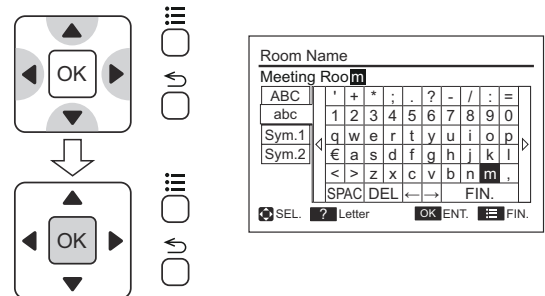 OK
OK
Room Name
Meeting Room
ABC ' + * ; . ? - / : =
abc 1 2 3 4 5 6 7 8 9 0
Sym.1 q w e r t y u i o p
Sym.2 € a s d f g h j k l
< > z x c v b n m ,
SPAC DEL ← → FIN.
SEL. ? Letter OK ENT. FIN.